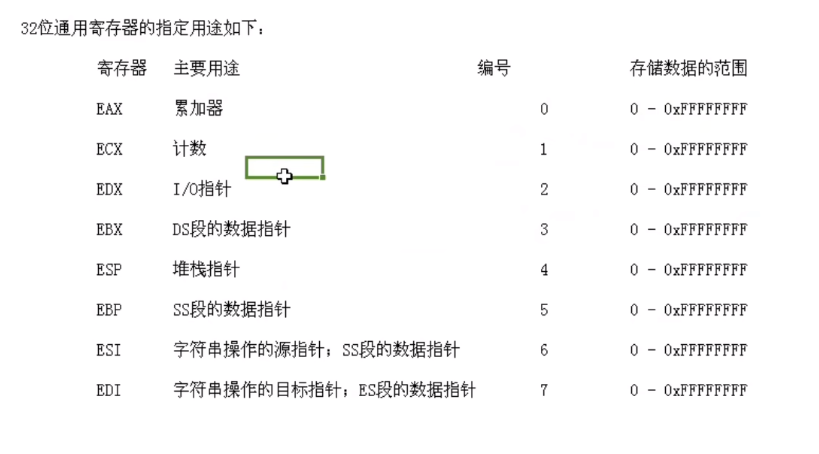 32位通用寄存器的指定用途如下：
寄存器 主要用途 编号 存储数据的范围
EAX 累加器 0 0 - 0xFFFFFFFF
ECX 计数 1 0 - 0xFFFFFFFF
EDX I/O指针 2 0 - 0xFFFFFFFF
EBX DS段的数据指针 3 0 - 0xFFFFFFFF
ESP 堆栈指针 4 0 - 0xFFFFFFFF
EBP SS段的数据指针 5 0 - 0xFFFFFFFF
ESI 字符串操作的源指针；SS段的数据指针 6 0 - 0xFFFFFFFF
EDI 字符串操作的目标指针；ES段的数据指针 7 0 - 0xFFFFFFFF